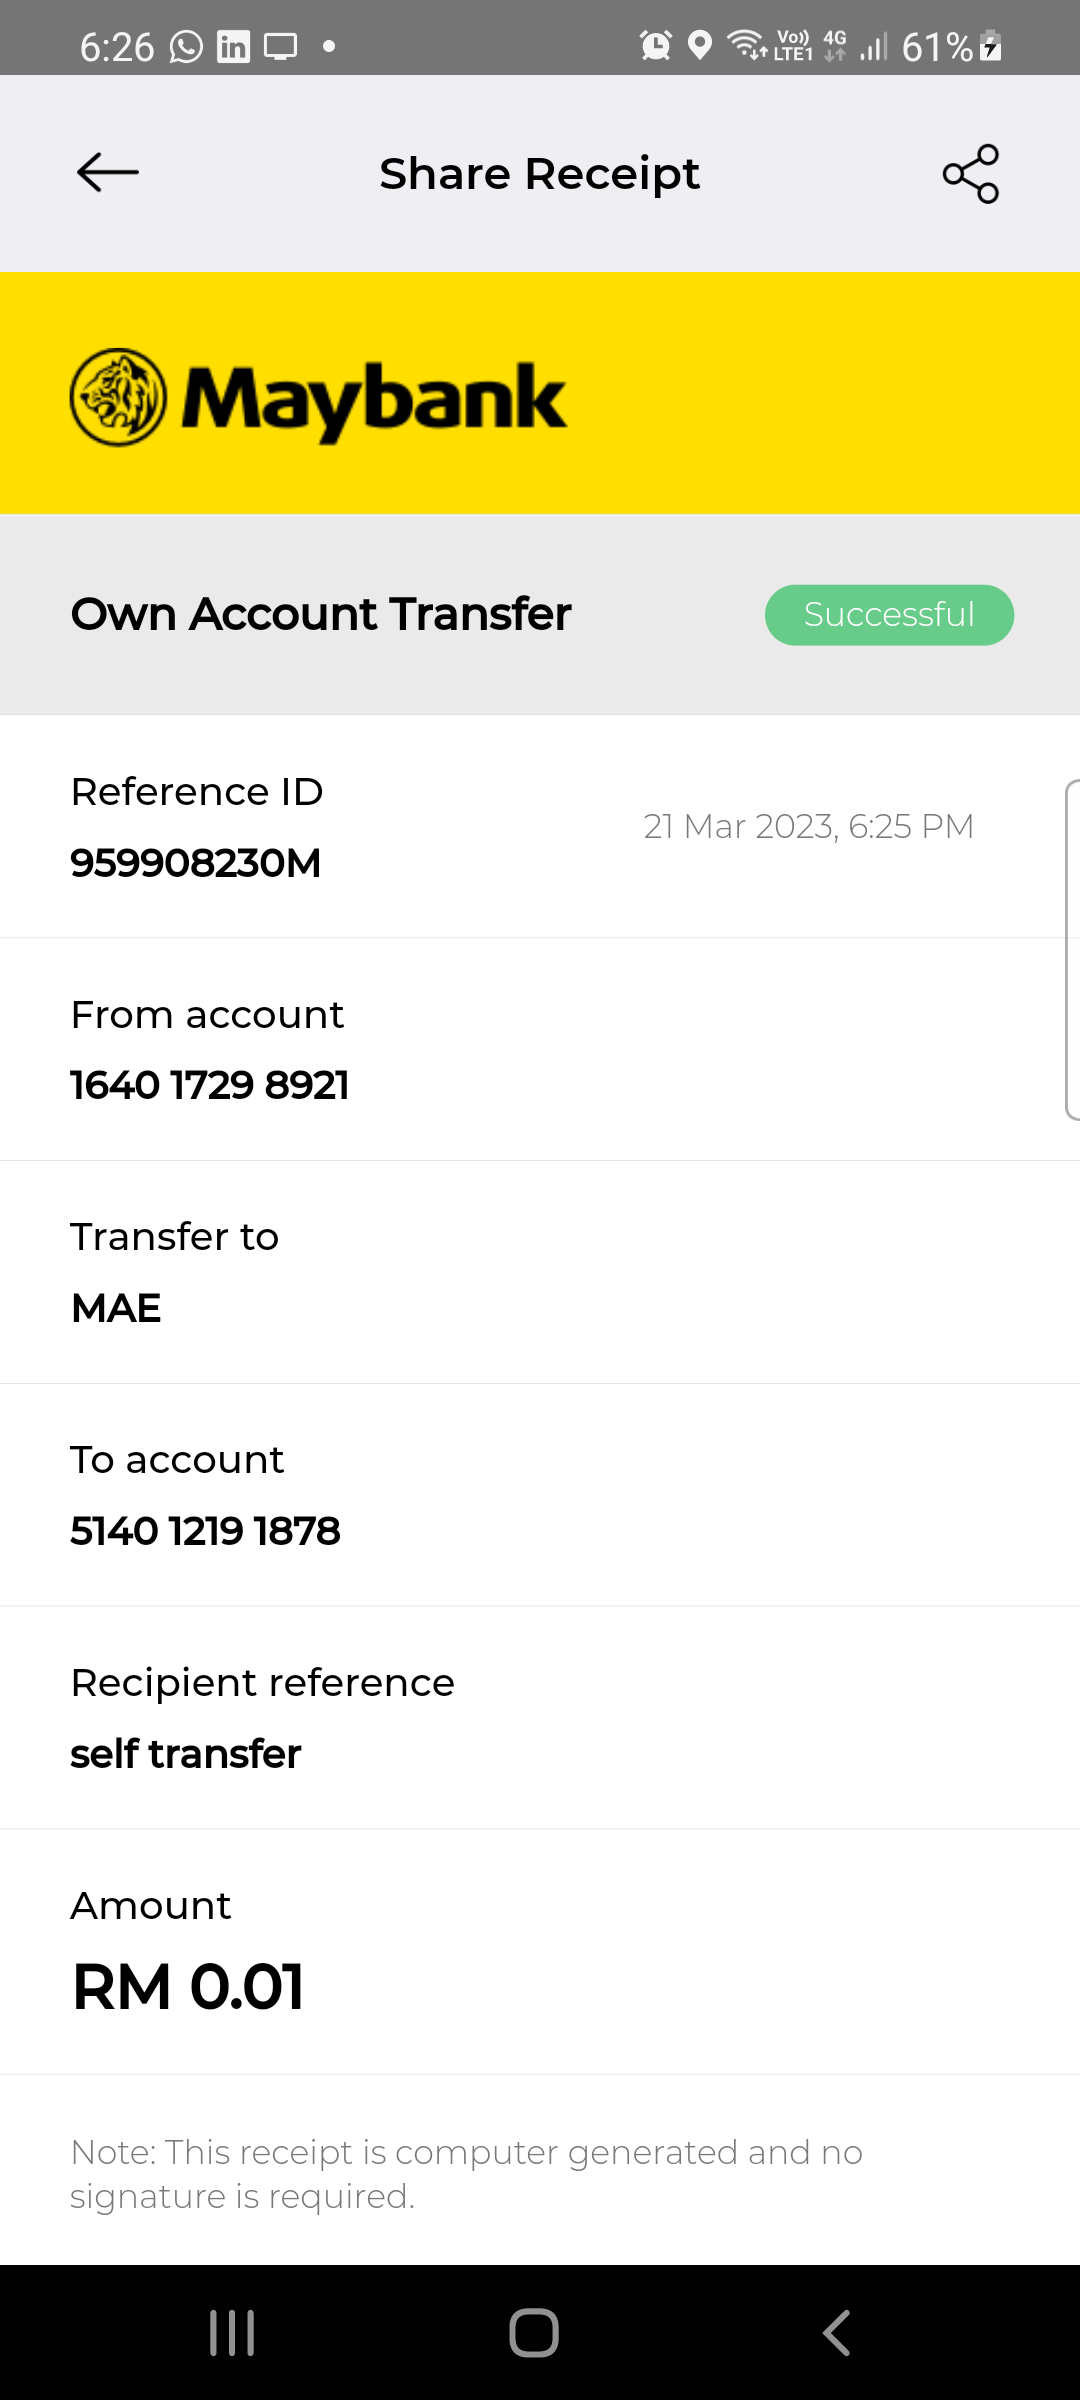 6:26 in Vo)) LTE1 4G 61%
Share Receipt
Maybank
Own Account Transfer Successful
Reference ID
21 Mar 2023, 6:25 PM
959908230M
From account
1640 1729 8921
Transfer to
MAE
To account
5140 1219 1878
Recipient reference
self transfer
Amount
RM 0.01
Note: This receipt is computer generated and no
signature is required.